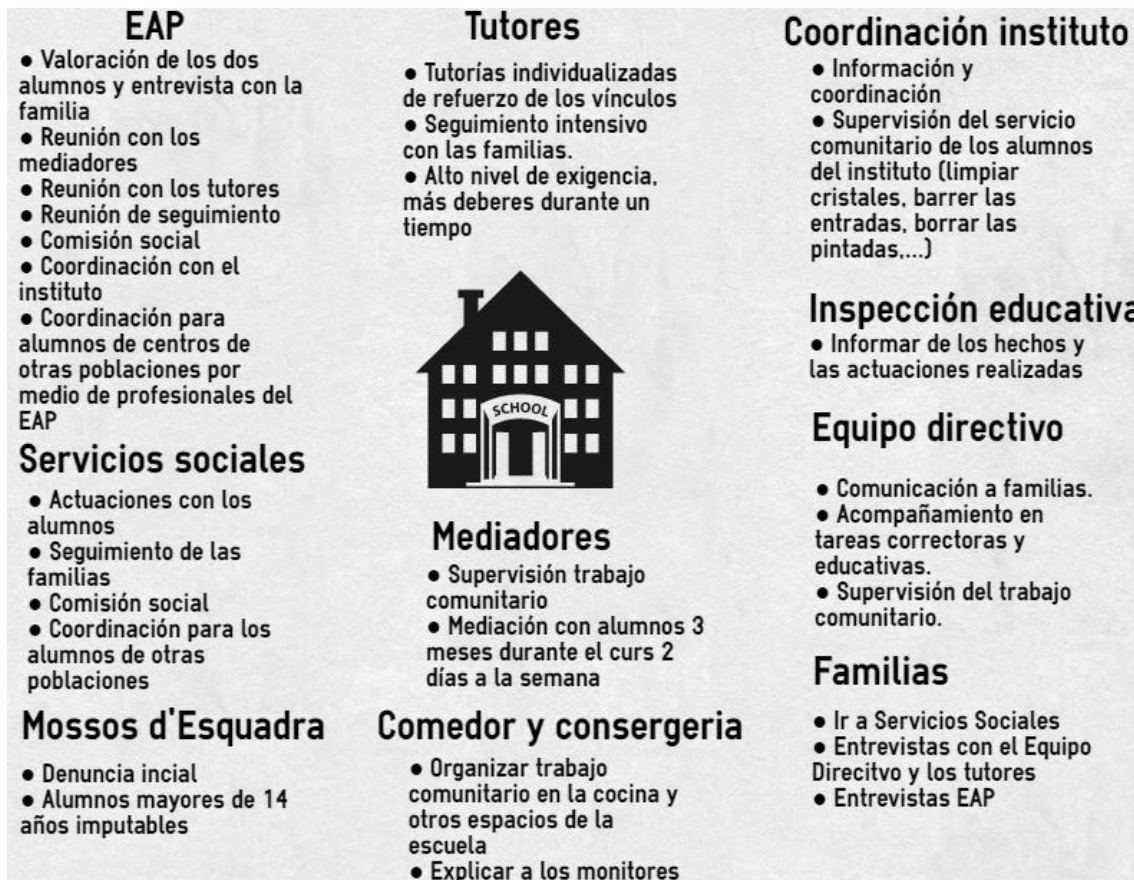 EAP
● Valoración de los dos
alumnos y entrevista con la
familia
● Reunión con los
mediadores
● Reunión con los tutores
● Reunión de seguimiento
● Comisión social
● Coordinación con el
instituto
● Coordinación para
alumnos de centros de
otras poblaciones por
medio de profesionales del
EAP
Servicios sociales
● Actuaciones con los
alumnos
● Seguimiento de las
familias
● Comisión social
● Coordinación para los
alumnos de otras
poblaciones
Mossos d'Esquadra
● Denuncia incial
● Alumnos mayores de 14
años imputables
Tutores
● Tutorías individualizadas
de refuerzo de los vínculos
● Seguimiento intensivo
con las familias.
● Alto nivel de exigencia,
más deberes durante un
tiempo
SCHOOL
Mediadores
● Supervisión trabajo
comunitario
● Mediación con alumnos 3
meses durante el curs 2
días a la semana
Comedor y consergeria
● Organizar trabajo
comunitario en la cocina y
otros espacios de la
escuela
● Explicar a los monitores
Coordinación instituto
● Información y
coordinación
● Supervisión del servicio
comunitario de los alumnos
del instituto (limpiar
cristales, barrer las
entradas, borrar las
pintadas,...)
Inspección educativa
● Informar de los hechos y
las actuaciones realizadas
Equipo directivo
● Comunicación a familias.
● Acompañamiento en
tareas correctoras y
educativas.
● Supervisión del trabajo
comunitario.
Familias
● Ir a Servicios Sociales
● Entrevistas con el Equipo
Direcitvo y los tutores
● Entrevistas EAP